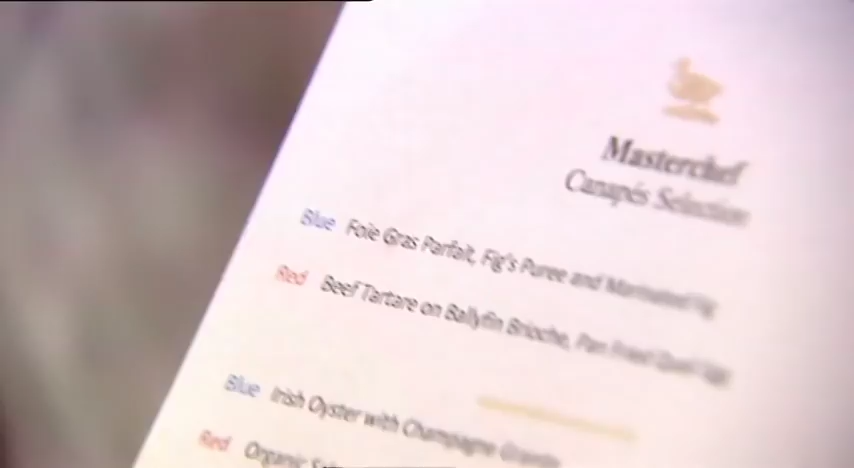 Masterchef
Canapés Selection
Blue Foie Gras Parfait, Fig's Puree and Marinated Fig
Red Beef Tartare on Ballyfin Brioche, Pan Fried Quail Egg
Blue Irish Oyster with Champagne
Red Organic